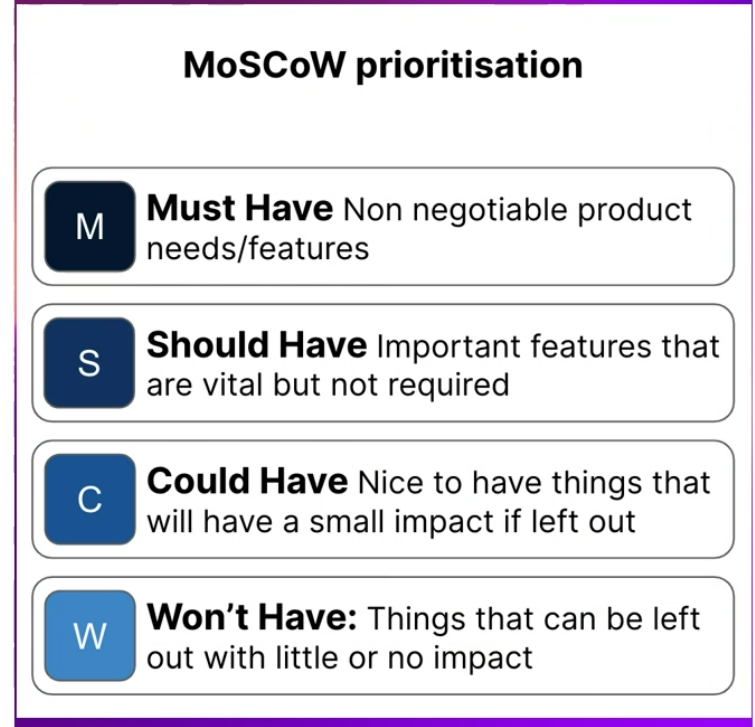 MoSCoW prioritisation
M
Must Have Non negotiable product
needs/features
S
Should Have Important features that
are vital but not required
C
Could Have Nice to have things that
will have a small impact if left out
W
Won’t Have: Things that can be left
out with little or no impact